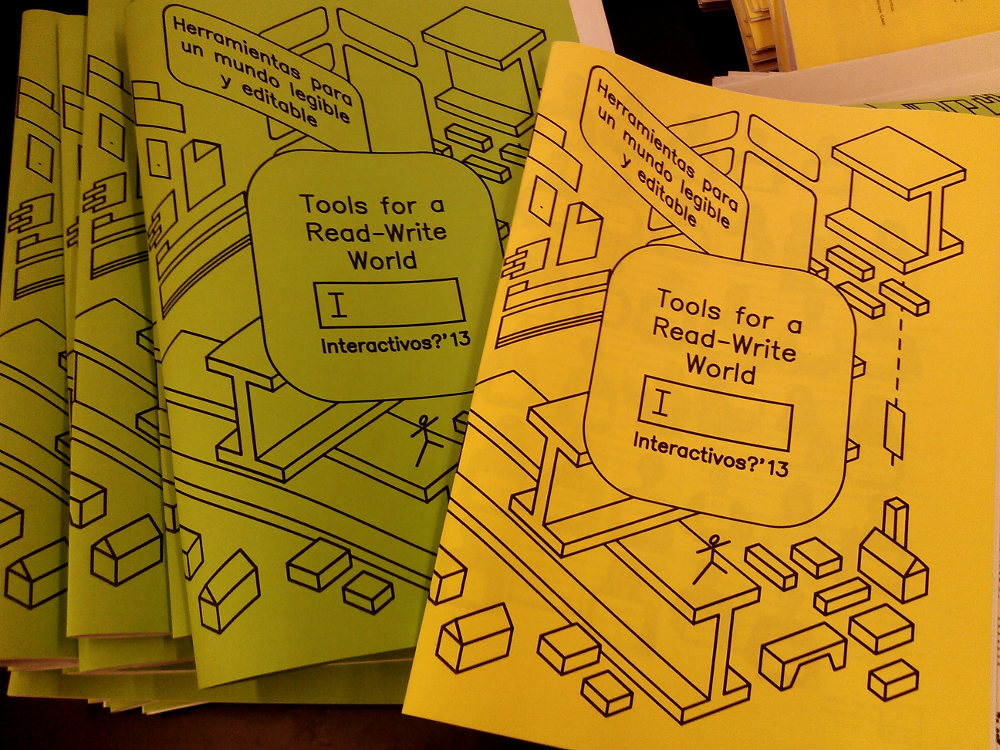 Herramientas para
un mundo legible
y editable
Tools for a
Read-Write
World
I
Interactivos?'13
Herramientas para
un mundo legible
y editable
Tools for a
Read-Write
World
I
Interactivos?'13